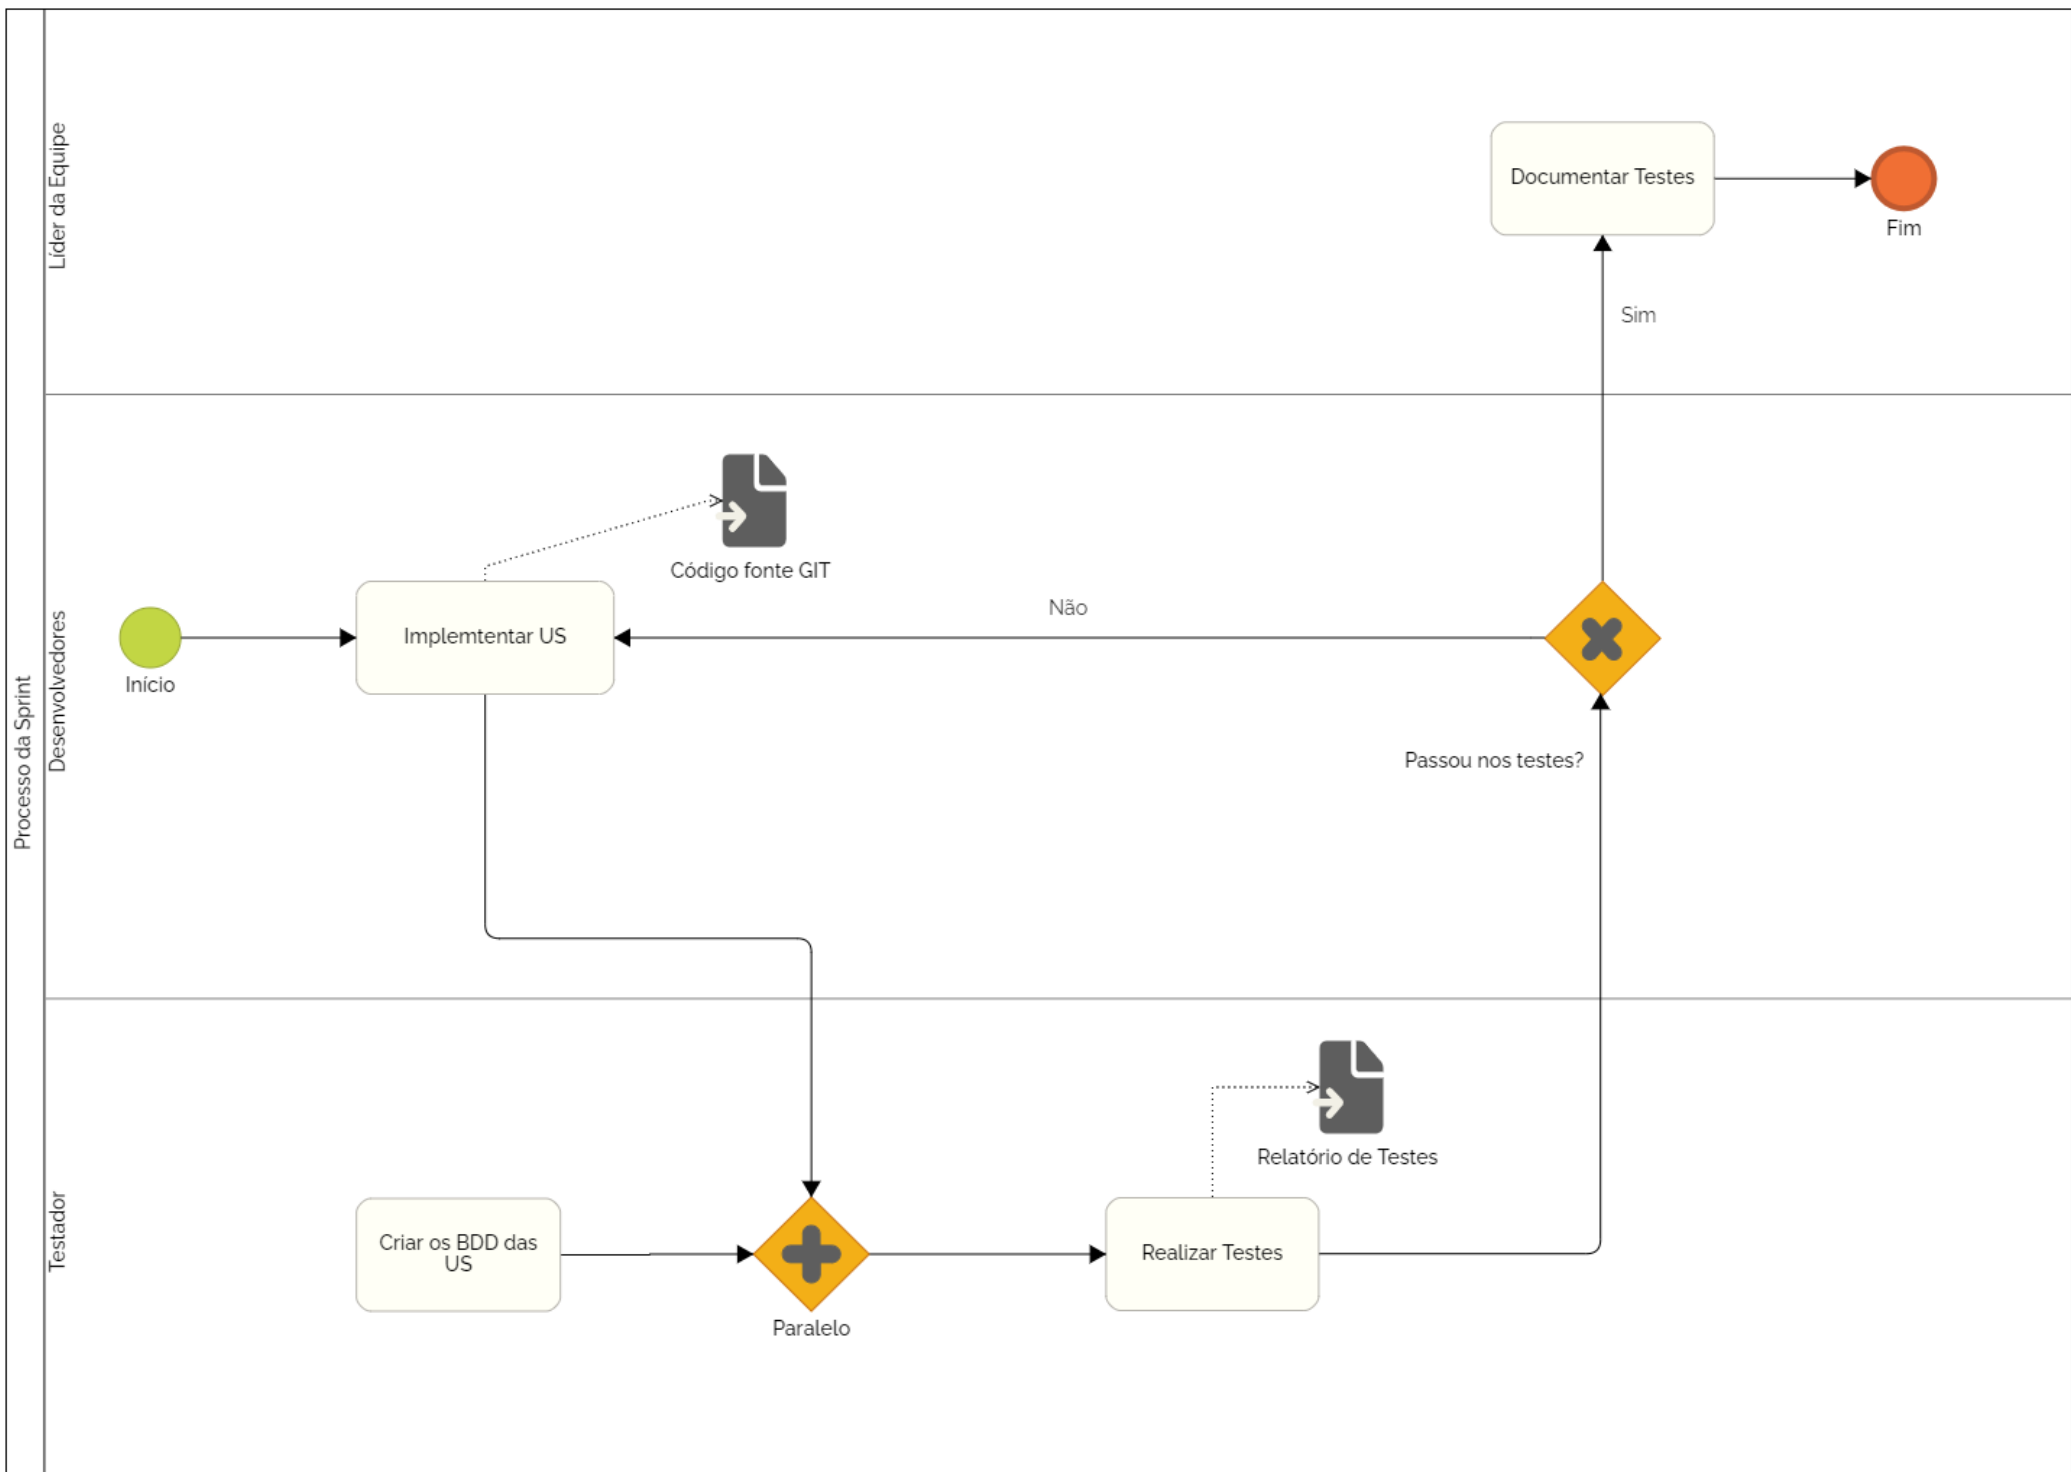 Processo da Sprint
Líder da Equipe
Documentar Testes
Fim
Sim
Desenvolvedores
Código fonte GIT
Início
Implemtentar US
Não
Passou nos testes?
Testador
Relatório de Testes
Criar os BDD das
US
Paralelo
Realizar Testes